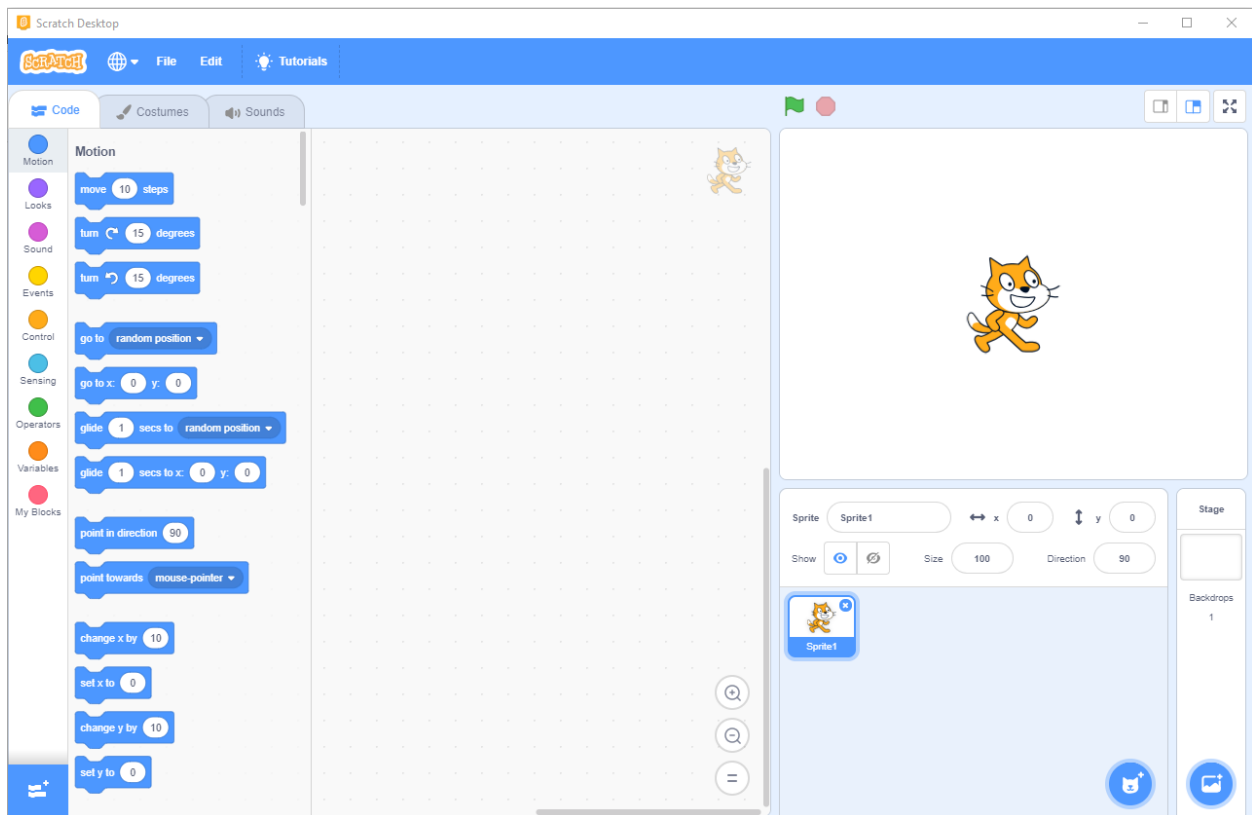 Scratch Desktop
SCRATCH File Edit Tutorials
Code Costumes Sounds
Motion
Looks
Sound
Events
Control
Sensing
Operators
Variables
My Blocks
Motion
move 10 steps
turn 15 degrees
turn 15 degrees
go to random position
go to x: 0 y: 0
glide 1 secs to random position
glide 1 secs to x: 0 y: 0
point in direction 90
point towards mouse-pointer
change x by 10
set x to 0
change y by 10
set y to 0
Sprite Sprite1 x 0 y 0
Show Size 100 Direction 90
Sprite1
Stage
Backdrops
1